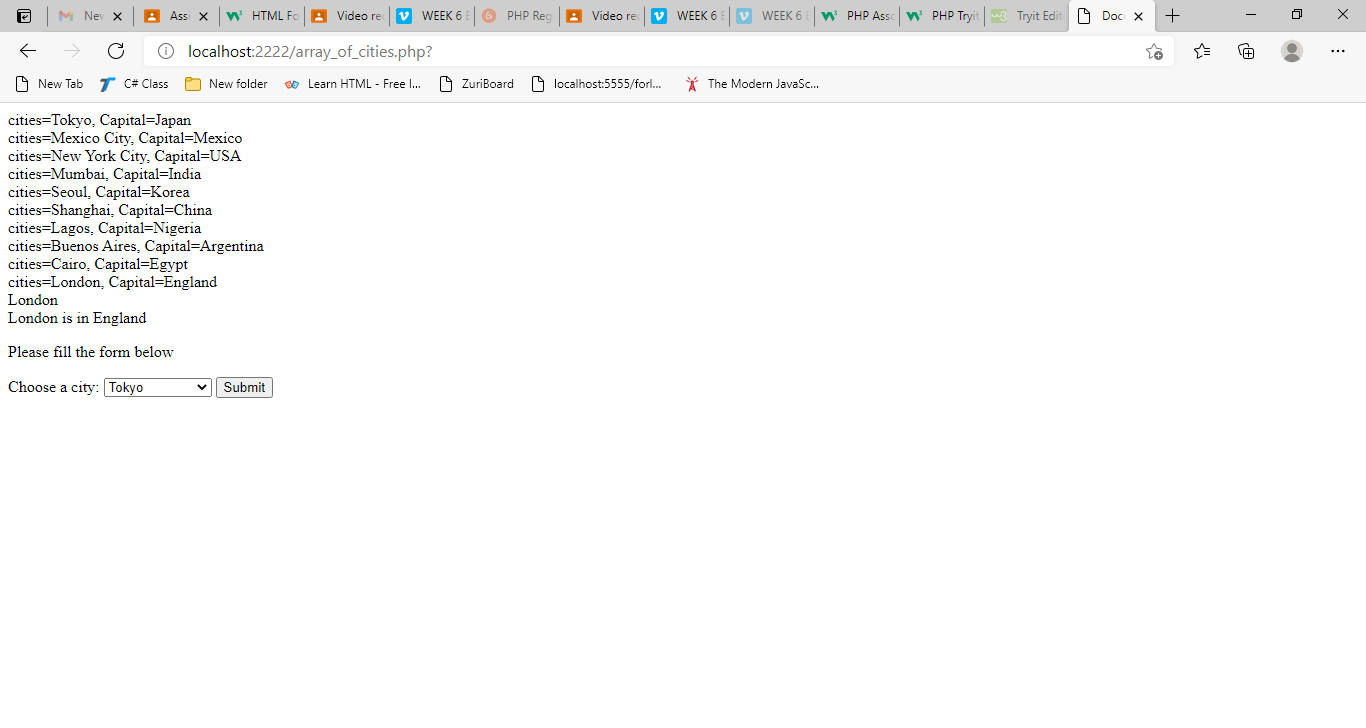 New
Assi
HTML Fo
Video rec
WEEK 6 E
PHP Reg
Video rec
WEEK 6 E
WEEK 6 E
PHP Asso
PHP Tryit
Tryit Edit
Doc
localhost:2222/array_of_cities.php?
New Tab
C# Class
New folder
Learn HTML - Free I...
ZuriBoard
localhost:5555/forl...
The Modern JavaSc...
cities=Tokyo, Capital=Japan
cities=Mexico City, Capital=Mexico
cities=New York City, Capital=USA
cities=Mumbai, Capital=India
cities=Seoul, Capital=Korea
cities=Shanghai, Capital=China
cities=Lagos, Capital=Nigeria
cities=Buenos Aires, Capital=Argentina
cities=Cairo, Capital=Egypt
cities=London, Capital=England
London
London is in England
Please fill the form below
Choose a city: Tokyo Submit